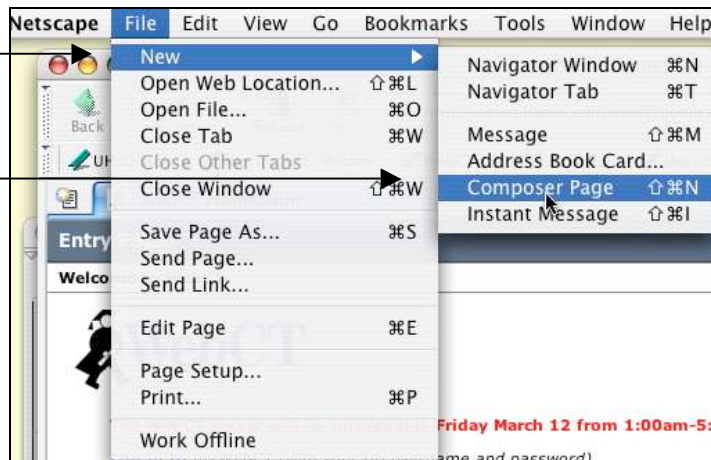 Netscape File Edit View Go Bookmarks Tools Window Help
New
Open Web Location... ⇧⌘L
Open File... ⌘O
Close Tab ⌘W
Close Other Tabs
Close Window ⇧⌘W
Save Page As... ⌘S
Send Page...
Send Link...
Edit Page ⌘E
Page Setup...
Print... ⌘P
Work Offline
Navigator Window ⌘N
Navigator Tab ⌘T
Message ⇧⌘M
Address Book Card...
Composer Page ⇧⌘N
Instant Message ⇧⌘I
Back
UH
Entry
Welco
WebCT
Friday March 12 from 1:00am-5:
name and password)